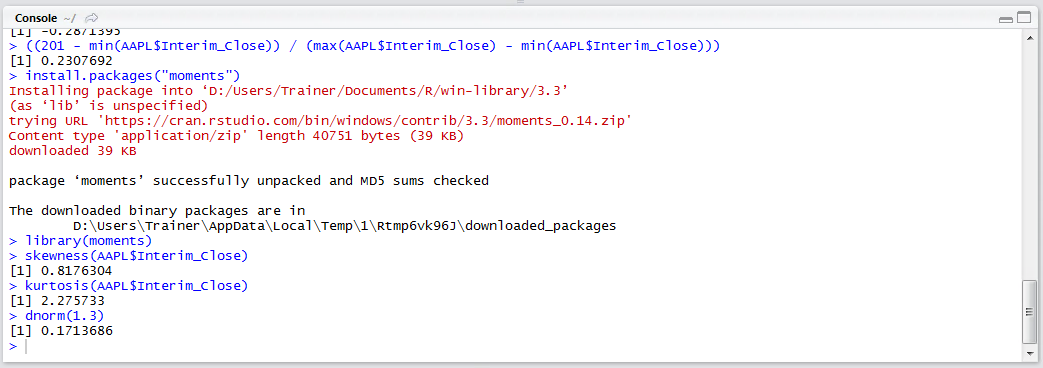 Console ~/
[1] -0.2871395
> ((201 - min(AAPL$Interim_Close)) / (max(AAPL$Interim_Close) - min(AAPL$Interim_Close)))
[1] 0.2307692
> install.packages("moments")
Installing package into ‘D:/Users/Trainer/Documents/R/win-library/3.3’
(as ‘lib’ is unspecified)
trying URL 'https://cran.rstudio.com/bin/windows/contrib/3.3/moments_0.14.zip'
Content type 'application/zip' length 40751 bytes (39 KB)
downloaded 39 KB
package ‘moments’ successfully unpacked and MD5 sums checked
The downloaded binary packages are in
D:\Users\Trainer\AppData\Local\Temp\1\Rtmp6vk96J\downloaded_packages
> library(moments)
> skewness(AAPL$Interim_Close)
[1] 0.8176304
> kurtosis(AAPL$Interim_Close)
[1] 2.275733
> dnorm(1.3)
[1] 0.1713686
>